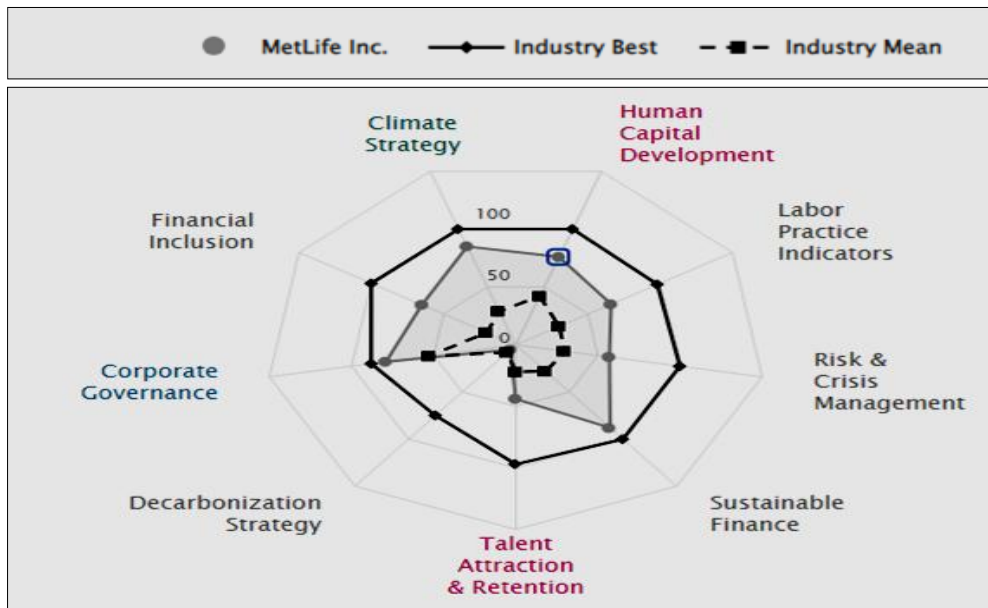 MetLife Inc. Industry Best Industry Mean
Climate
Strategy
Human
Capital
Development
Labor
Practice
Indicators
Financial
Inclusion
100
50
0
Corporate
Governance
Risk &
Crisis
Management
Decarbonization
Strategy
Sustainable
Finance
Talent
Attraction
& Retention